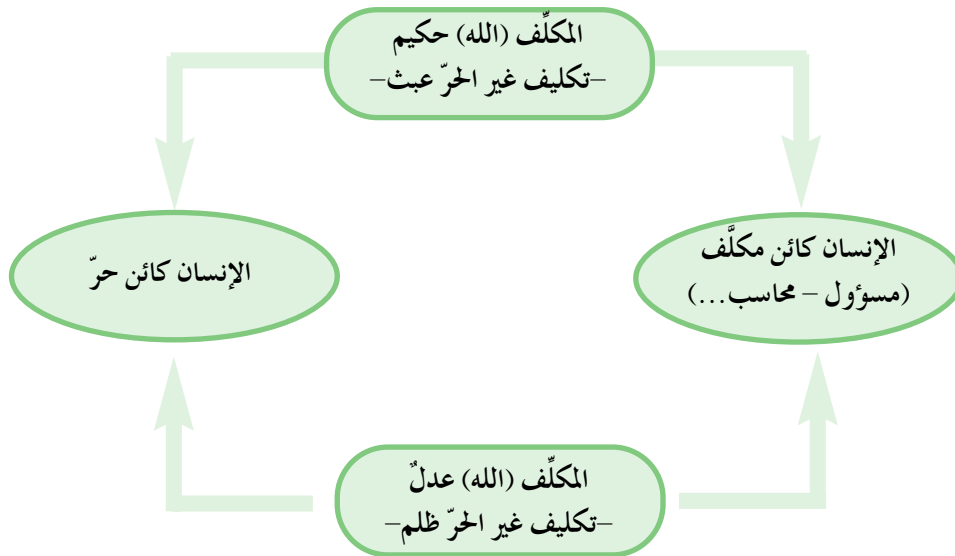 المكلِّف (الله) حكيم
–تكليف غير الحرّ عبث–
الإنسان كائن مكلَّف
(مسؤول – محاسب...)
الإنسان كائن حرّ
المكلِّف (الله) عدلٌ
–تكليف غير الحرّ ظلم–